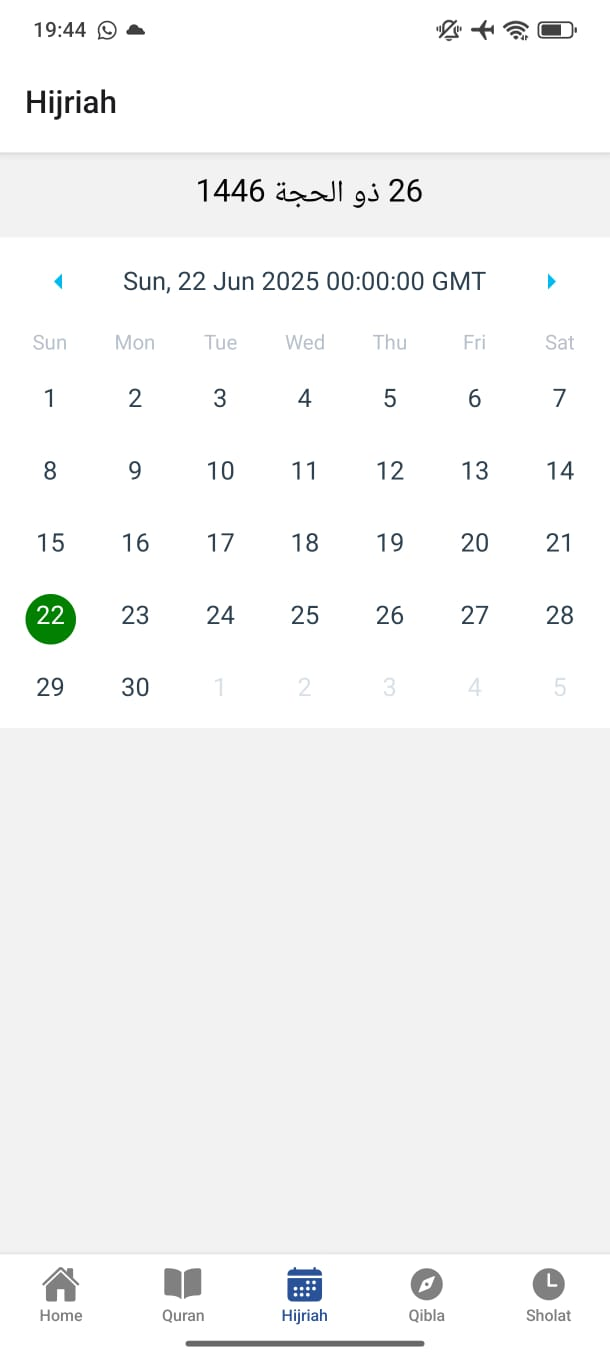 19:44
Hijriah
26 ذو الحجة 1446
Sun, 22 Jun 2025 00:00:00 GMT
Sun Mon Tue Wed Thu Fri Sat
1 2 3 4 5 6 7
8 9 10 11 12 13 14
15 16 17 18 19 20 21
22 23 24 25 26 27 28
29 30 1 2 3 4 5
Home Quran Hijriah Qibla Sholat